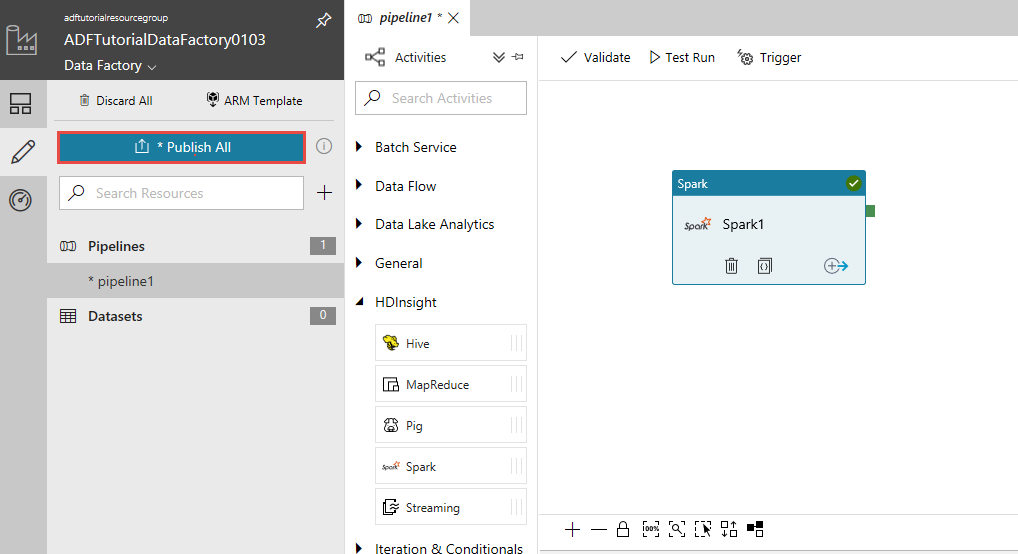 adftutorialresourcegroup
ADFTutorialDataFactory0103
Data Factory
Discard All
ARM Template
* Publish All
Search Resources
Pipelines 1
* pipeline1
Datasets 0
pipeline1 *
Activities
Search Activities
Batch Service
Data Flow
Data Lake Analytics
General
HDInsight
Hive
MapReduce
Pig
Spark Spark
Streaming
Iteration & Conditionals
Validate
Test Run
Trigger
Spark
Spark Spark1
100%